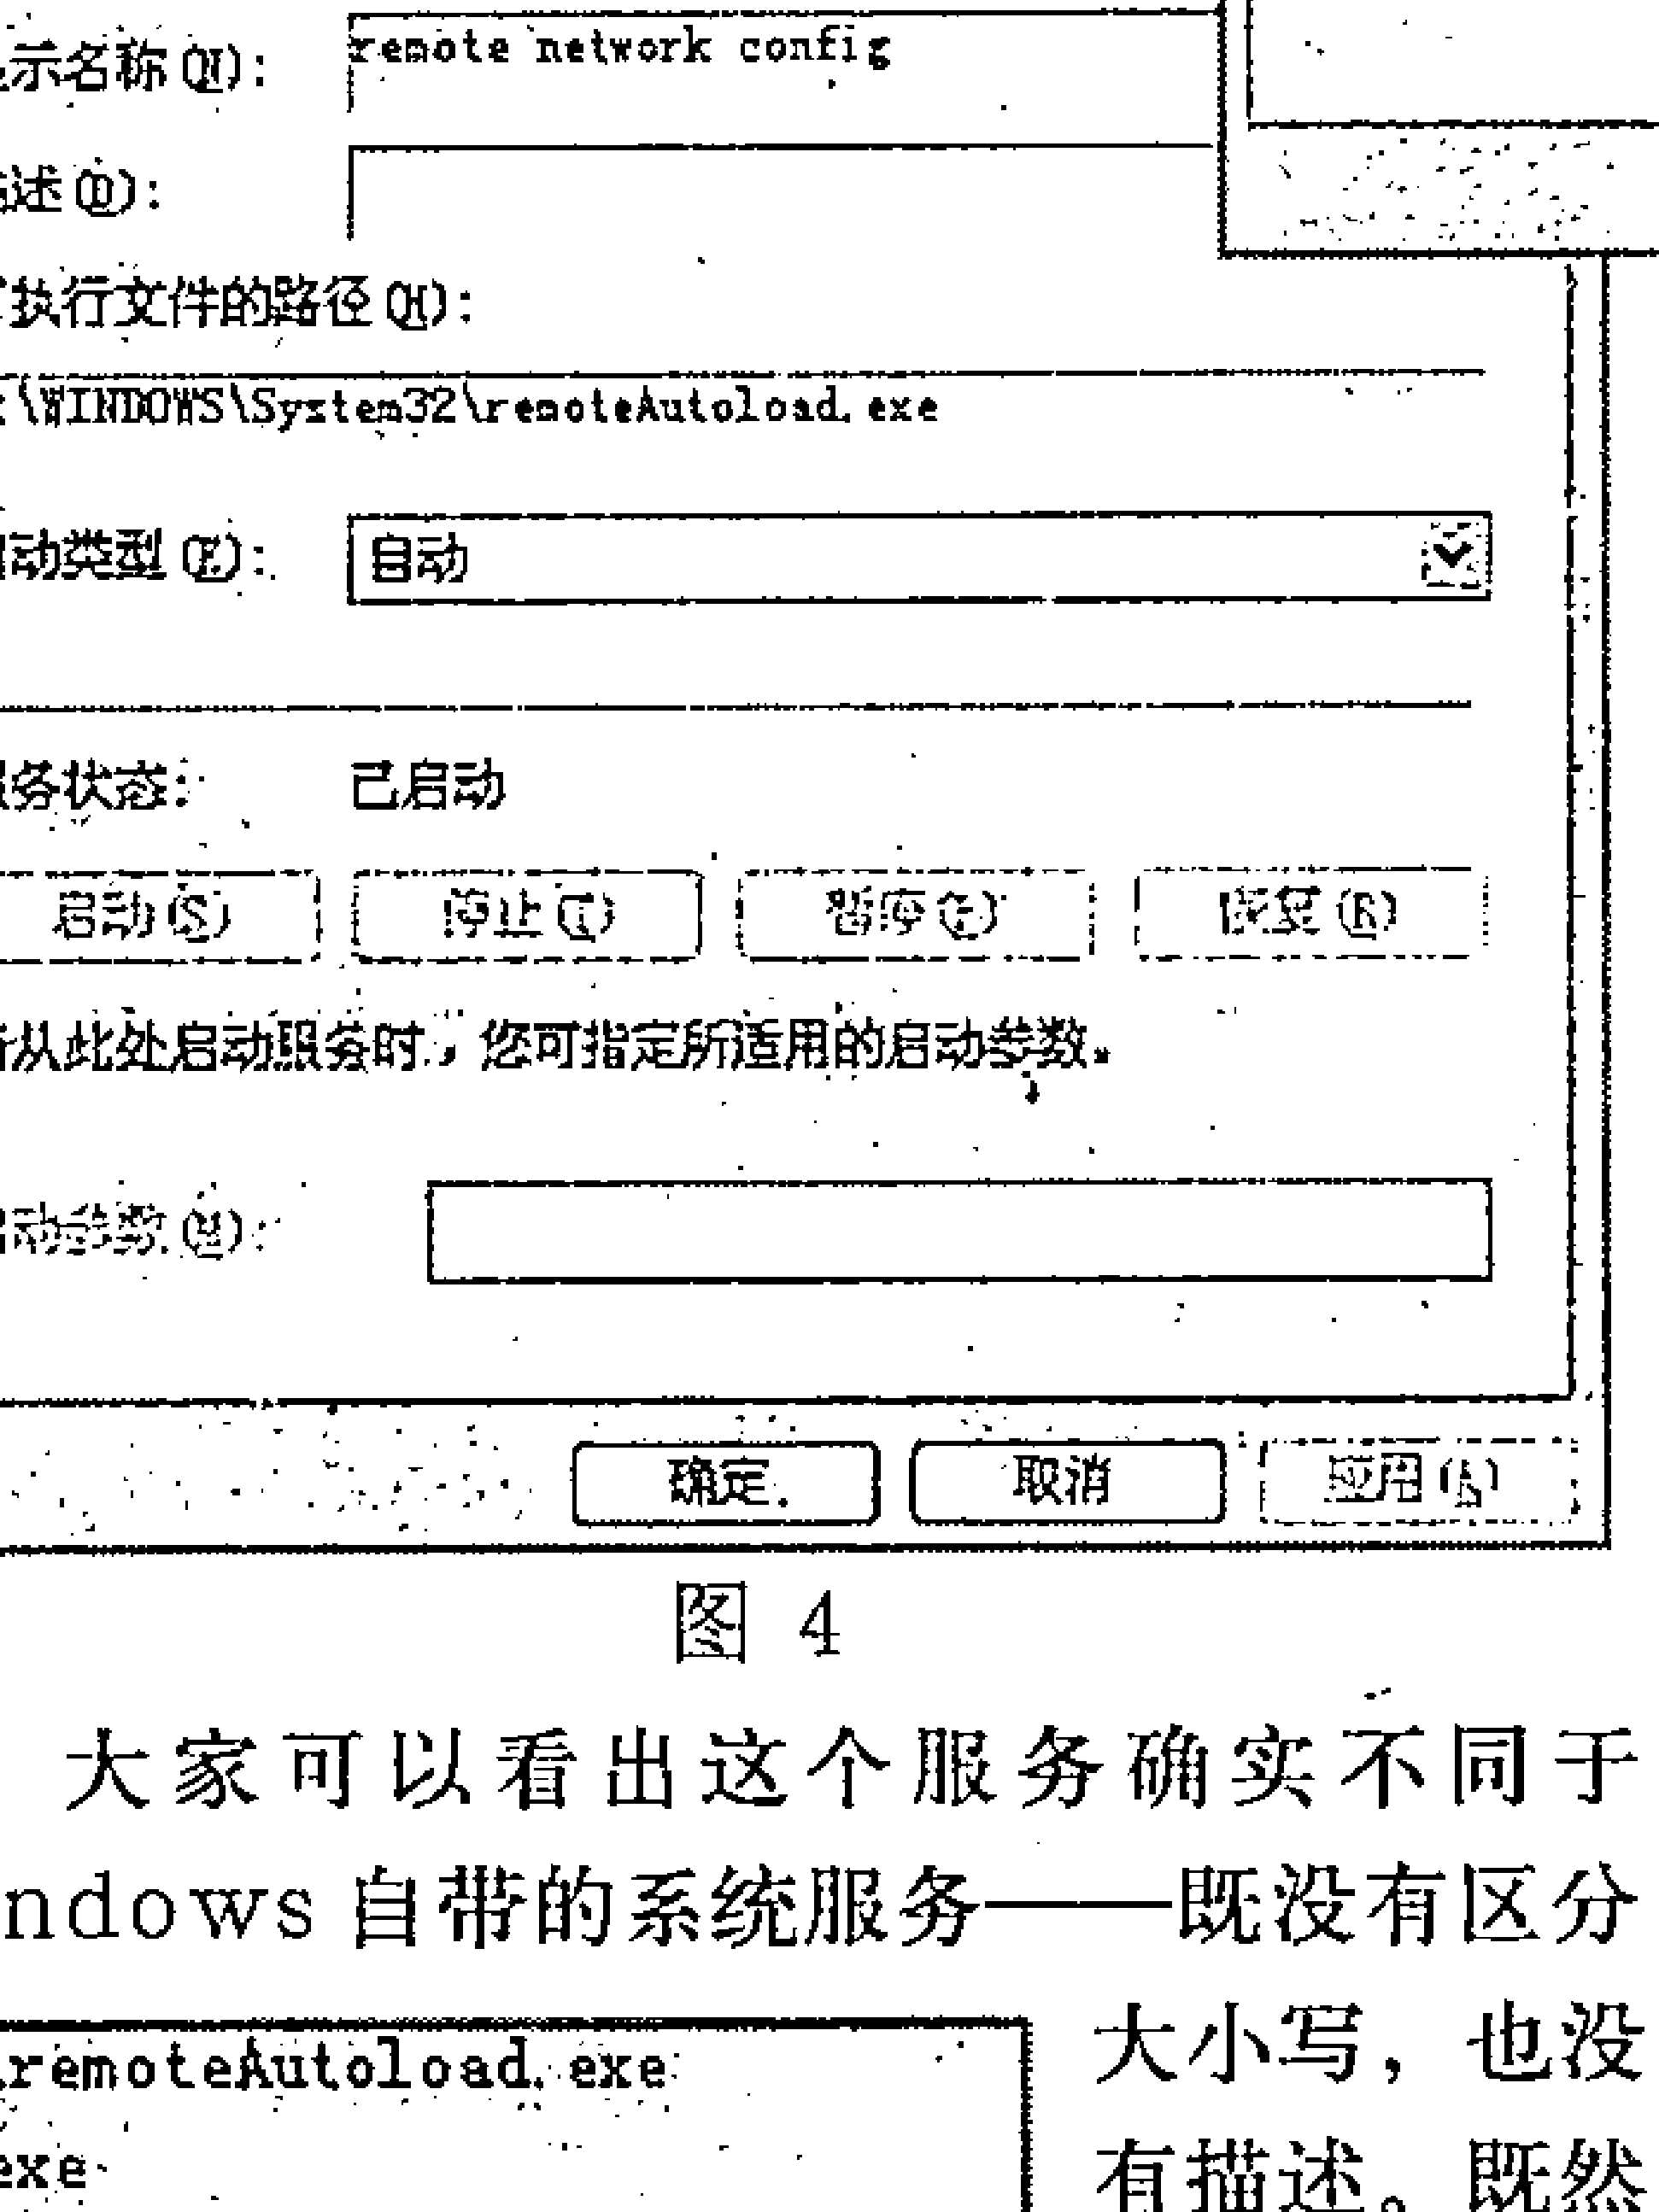 示名称(N): remote network config
述(D):
执行文件的路径(H):
:\WINDOWS\System32\remoteAutoload.exe
动类型(E): 自动
务状态: 已启动
启动(S) 停止(T) 暂停(P) 恢复(R)
从此处启动服务时，您可指定所适用的启动参数。
动参数(M):
确定 取消 应用(A)
图 4
大家可以看出这个服务确实不同于
ndows 自带的系统服务——既没有区分
大小写，也没
有描述。既然
remoteAutoload.exe
exe